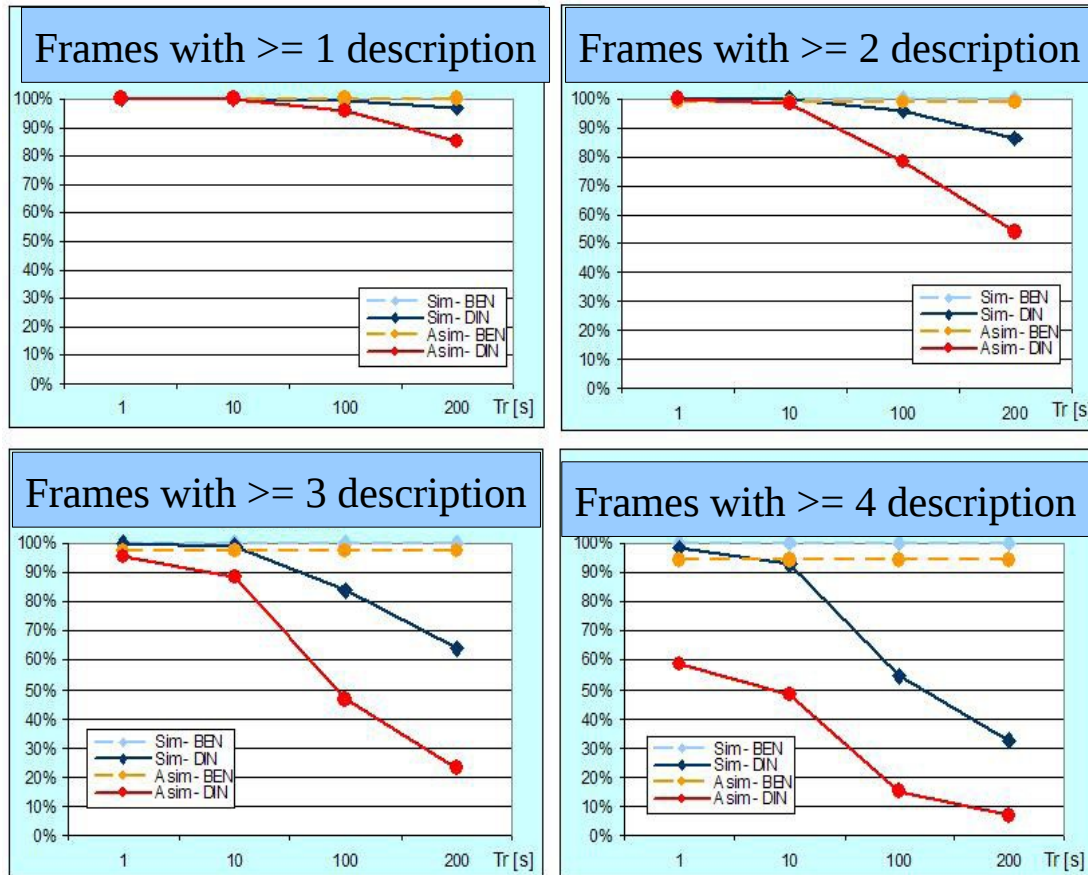 Frames with >= 1 description
100%
90%
80%
70%
60%
50%
40%
30%
20%
10%
0%
Sim- BEN
Sim- DIN
Asim- BEN
Asim- DIN
1 10 100 200 Tr [s]
Frames with >= 2 description
100%
90%
80%
70%
60%
50%
40%
30%
20%
10%
0%
Sim- BEN
Sim- DIN
Asim- BEN
Asim- DIN
1 10 100 200 Tr [s]
Frames with >= 3 description
100%
90%
80%
70%
60%
50%
40%
30%
20%
10%
0%
Sim- BEN
Sim- DIN
Asim- BEN
Asim- DIN
1 10 100 200 Tr [s]
Frames with >= 4 description
100%
90%
80%
70%
60%
50%
40%
30%
20%
10%
0%
Sim- BEN
Sim- DIN
Asim- BEN
Asim- DIN
1 10 100 200 Tr [s]